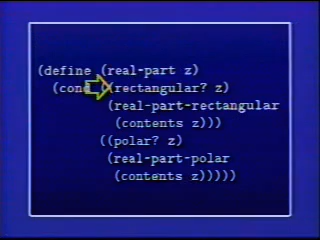 (define (real-part z)
(cond ((rectangular? z)
(real-part-rectangular
(contents z)))
((polar? z)
(real-part-polar
(contents z)))))